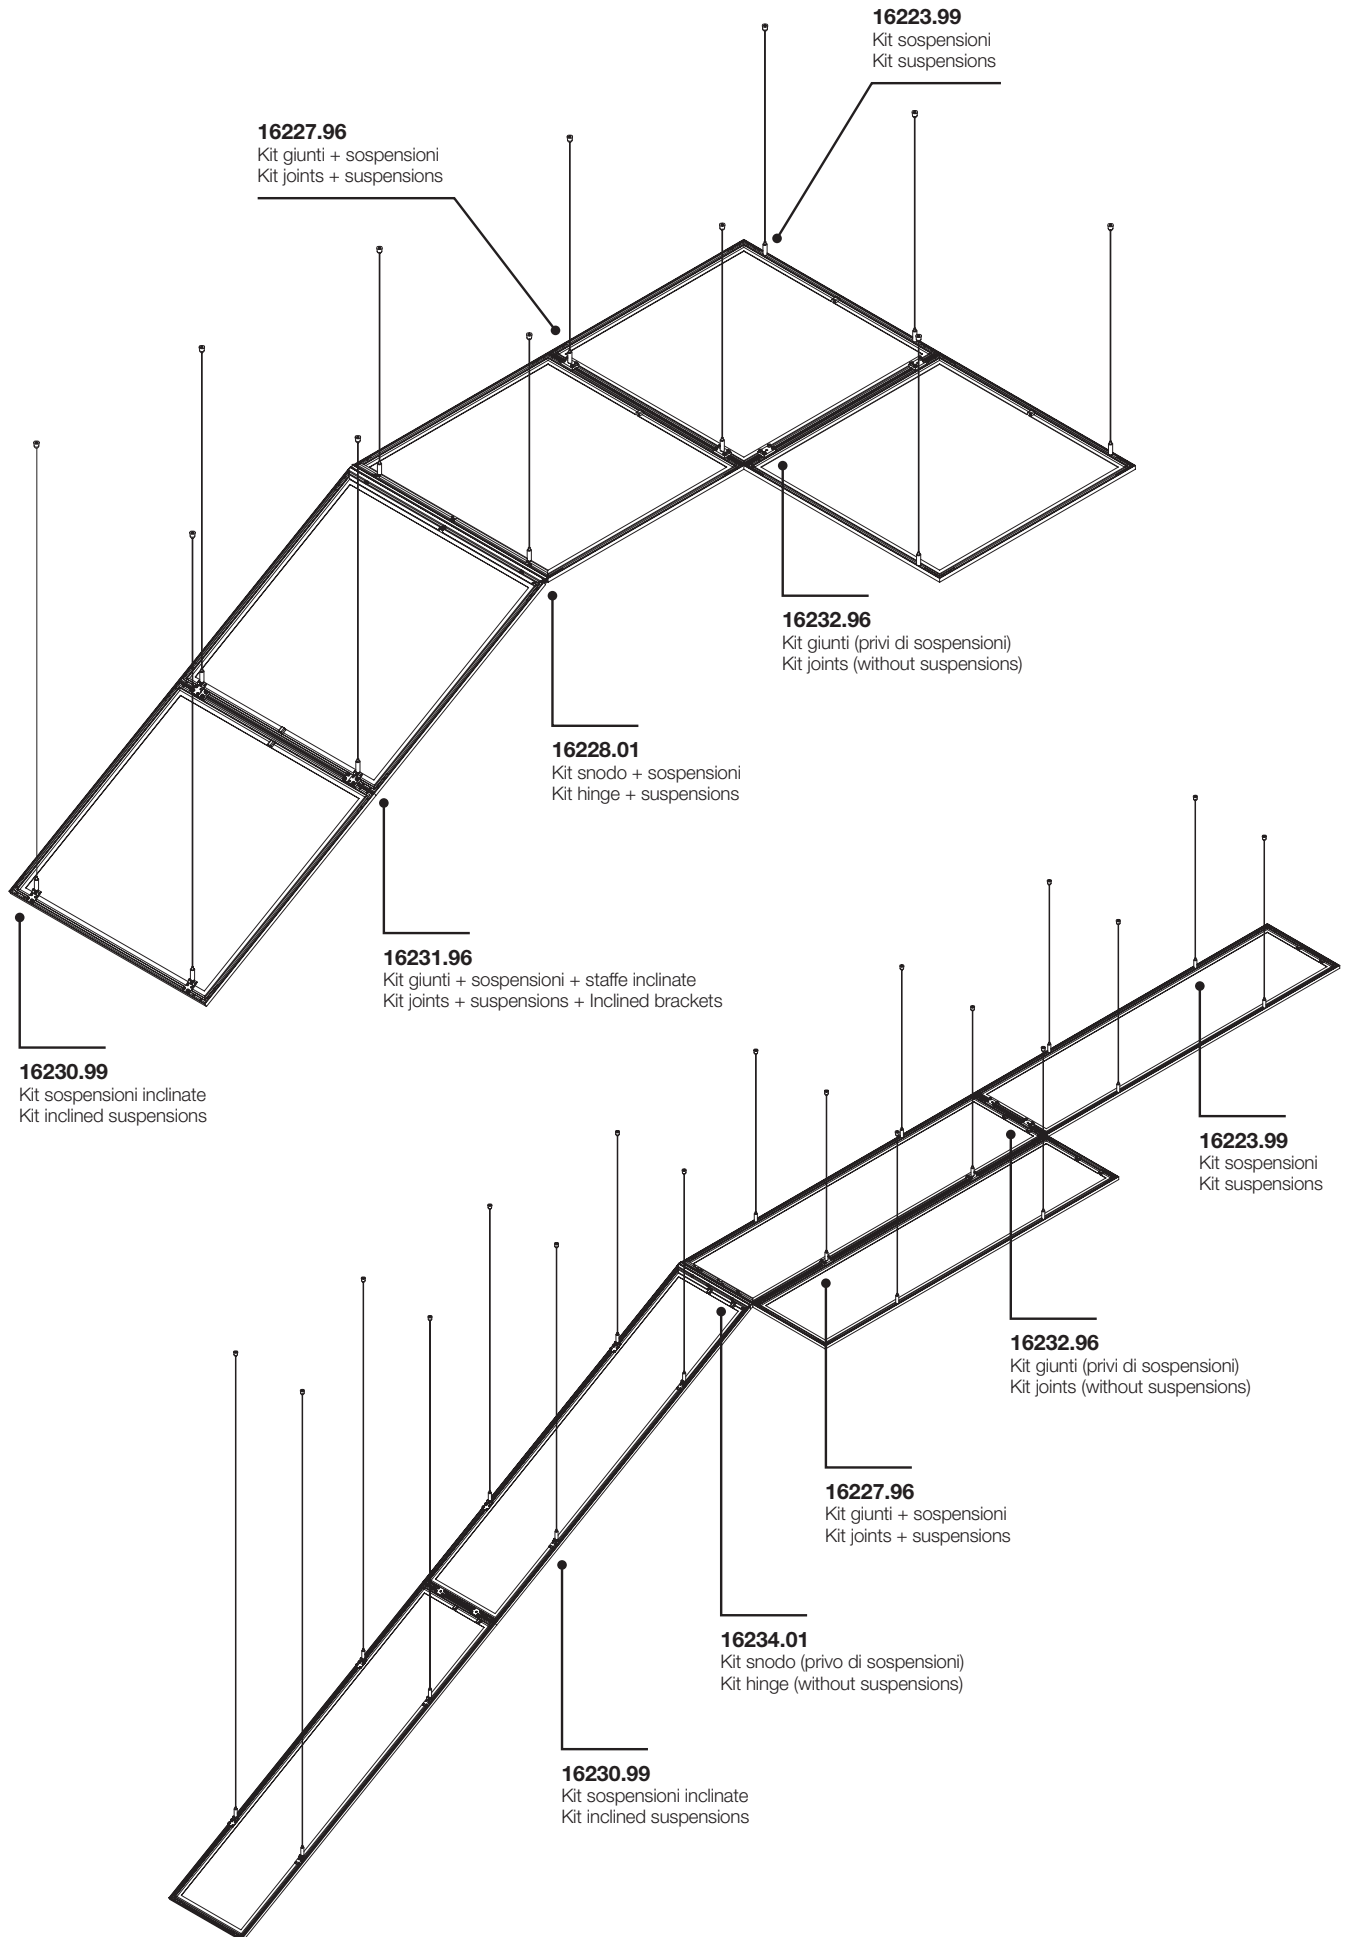 16223.99
Kit sospensioni
Kit suspensions
16227.96
Kit giunti + sospensioni
Kit joints + suspensions
16232.96
Kit giunti (privi di sospensioni)
Kit joints (without suspensions)
16228.01
Kit snodo + sospensioni
Kit hinge + suspensions
16231.96
Kit giunti + sospensioni + staffe inclinate
Kit joints + suspensions + Inclined brackets
16230.99
Kit sospensioni inclinate
Kit inclined suspensions
16223.99
Kit sospensioni
Kit suspensions
16232.96
Kit giunti (privi di sospensioni)
Kit joints (without suspensions)
16227.96
Kit giunti + sospensioni
Kit joints + suspensions
16234.01
Kit snodo (privo di sospensioni)
Kit hinge (without suspensions)
16230.99
Kit sospensioni inclinate
Kit inclined suspensions